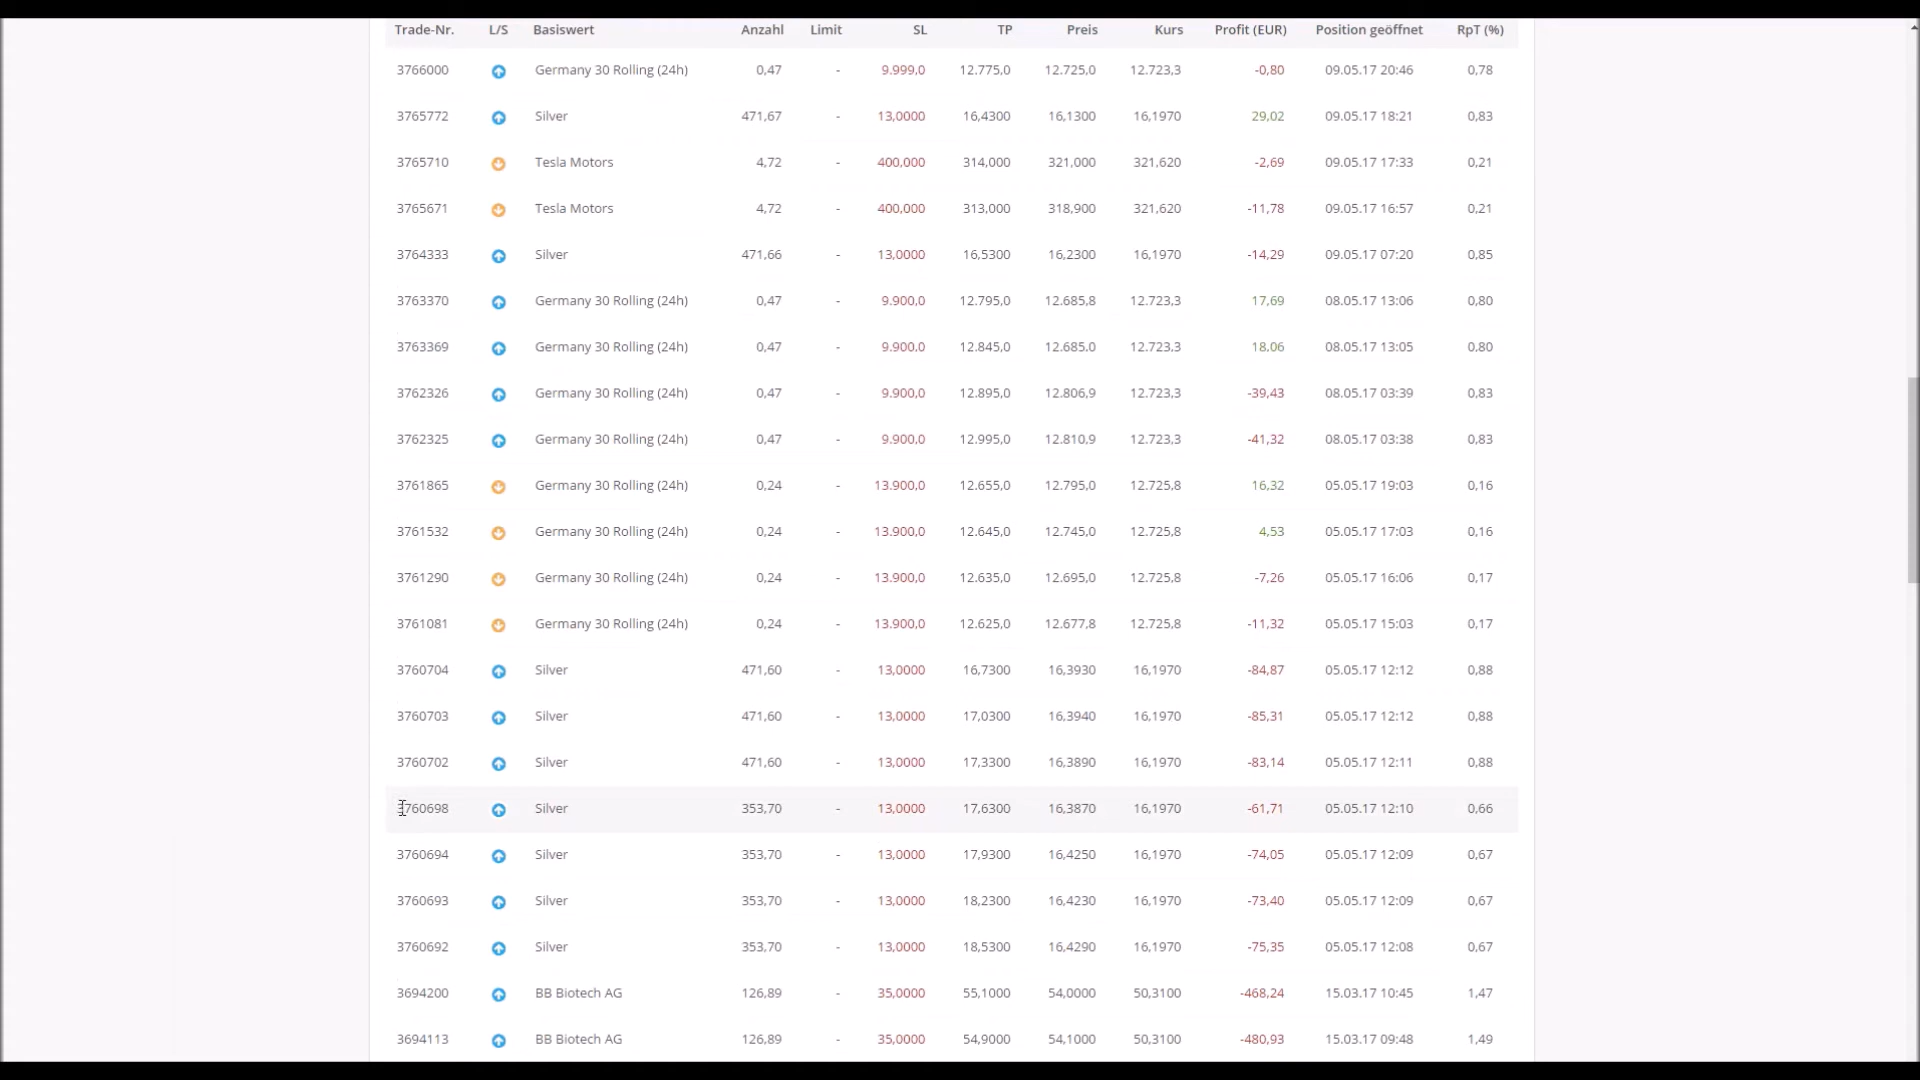 Trade-Nr. L/S Basiswert Anzahl Limit SL TP Preis Kurs Profit (EUR) Position geöffnet RpT (%)
3766000 Germany 30 Rolling (24h) 0,47 - 9.999,0 12.775,0 12.725,0 12.723,3 -0,80 09.05.17 20:46 0,78
3765772 Silver 471,67 - 13,0000 16,4300 16,1300 16,1970 29,02 09.05.17 18:21 0,83
3765710 Tesla Motors 4,72 - 400,000 314,000 321,000 321,620 -2,69 09.05.17 17:33 0,21
3765671 Tesla Motors 4,72 - 400,000 313,000 318,900 321,620 -11,78 09.05.17 16:57 0,21
3764333 Silver 471,66 - 13,0000 16,5300 16,2300 16,1970 -14,29 09.05.17 07:20 0,85
3763370 Germany 30 Rolling (24h) 0,47 - 9.900,0 12.795,0 12.685,8 12.723,3 17,69 08.05.17 13:06 0,80
3763369 Germany 30 Rolling (24h) 0,47 - 9.900,0 12.845,0 12.685,0 12.723,3 18,06 08.05.17 13:05 0,80
3762326 Germany 30 Rolling (24h) 0,47 - 9.900,0 12.895,0 12.806,9 12.723,3 -39,43 08.05.17 03:39 0,83
3762325 Germany 30 Rolling (24h) 0,47 - 9.900,0 12.995,0 12.810,9 12.723,3 -41,32 08.05.17 03:38 0,83
3761865 Germany 30 Rolling (24h) 0,24 - 13.900,0 12.655,0 12.795,0 12.725,8 16,32 05.05.17 19:03 0,16
3761532 Germany 30 Rolling (24h) 0,24 - 13.900,0 12.645,0 12.745,0 12.725,8 4,53 05.05.17 17:03 0,16
3761290 Germany 30 Rolling (24h) 0,24 - 13.900,0 12.635,0 12.695,0 12.725,8 -7,26 05.05.17 16:06 0,17
3761081 Germany 30 Rolling (24h) 0,24 - 13.900,0 12.625,0 12.677,8 12.725,8 -11,32 05.05.17 15:03 0,17
3760704 Silver 471,60 - 13,0000 16,7300 16,3930 16,1970 -84,87 05.05.17 12:12 0,88
3760703 Silver 471,60 - 13,0000 17,0300 16,3940 16,1970 -85,31 05.05.17 12:12 0,88
3760702 Silver 471,60 - 13,0000 17,3300 16,3890 16,1970 -83,14 05.05.17 12:11 0,88
3760698 Silver 353,70 - 13,0000 17,6300 16,3870 16,1970 -61,71 05.05.17 12:10 0,66
3760694 Silver 353,70 - 13,0000 17,9300 16,4250 16,1970 -74,05 05.05.17 12:09 0,67
3760693 Silver 353,70 - 13,0000 18,2300 16,4230 16,1970 -73,40 05.05.17 12:09 0,67
3760692 Silver 353,70 - 13,0000 18,5300 16,4290 16,1970 -75,35 05.05.17 12:08 0,67
3694200 BB Biotech AG 126,89 - 35,0000 55,1000 54,0000 50,3100 -468,24 15.03.17 10:45 1,47
3694113 BB Biotech AG 126,89 - 35,0000 54,9000 54,1000 50,3100 -480,93 15.03.17 09:48 1,49